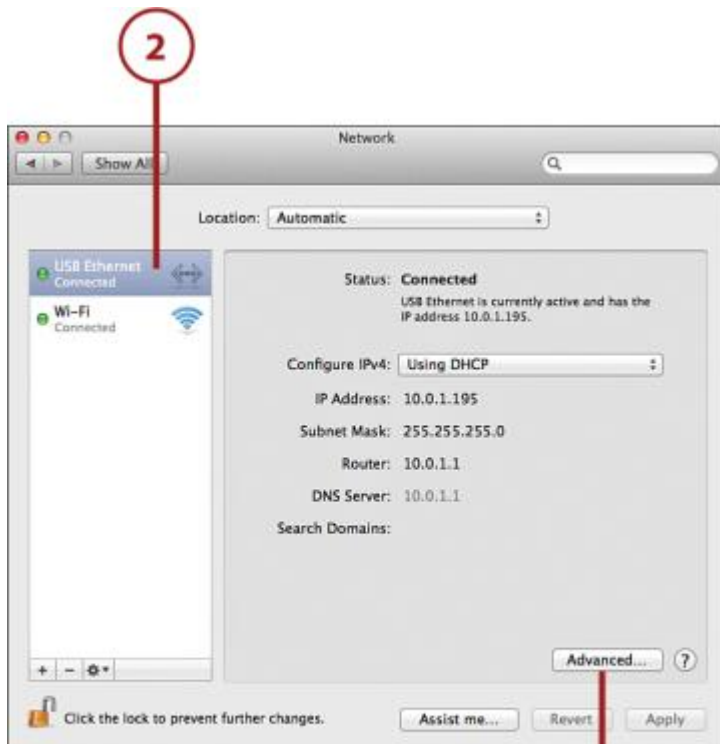 2
Network
Show All
Location: Automatic
USB Ethernet
Connected
Wi-Fi
Connected
Status: Connected
USB Ethernet is currently active and has the
IP address 10.0.1.195.
Configure IPv4: Using DHCP
IP Address: 10.0.1.195
Subnet Mask: 255.255.255.0
Router: 10.0.1.1
DNS Server: 10.0.1.1
Search Domains:
Advanced... ?
+ −
Click the lock to prevent further changes. Assist me... Revert Apply